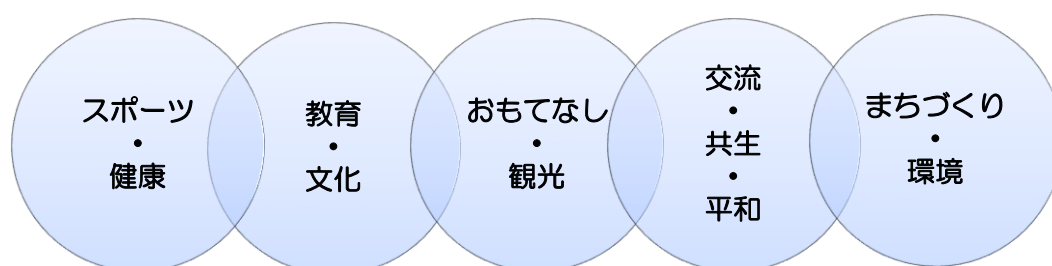 スポーツ
・
健康
教育
・
文化
おもてなし
・
観光
交流
・
共生
・
平和
まちづくり
・
環境